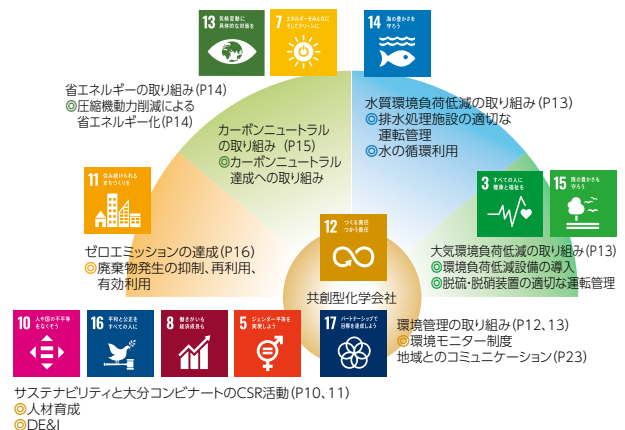 13 気候変動に
具体的な対策を
7 エネルギーをみんなに
そしてクリーンに
14 海の豊かさを
守ろう
省エネルギーの取り組み(P14)
◎圧縮機動力削減による
省エネルギー化(P14)
カーボンニュートラル
の取り組み (P15)
◎カーボンニュートラル
達成への取り組み
水質環境負荷低減の取り組み(P13)
◎排水処理施設の適切な
運転管理
◎水の循環利用
11 住み続けられる
まちづくりを
3 すべての人に
健康と福祉を
15 陸の豊かさも
守ろう
12 つくる責任
つかう責任
ゼロエミッションの達成(P16)
◎廃棄物発生の抑制、再利用、
有効利用
大気環境負荷低減の取り組み(P13)
◎環境負荷低減設備の導入
◎脱硫・脱硝装置の適切な運転管理
共創型化学会社
10 人や国の不平等
をなくそう
16 平和と公正を
すべての人に
8 働きがいも
経済成長も
5 ジェンダー平等を
実現しよう
17 パートナーシップで
目標を達成しよう
環境管理の取り組み(P12、13)
◎環境モニター制度
地域とのコミュニケーション(P23)
サステナビリティと大分コンビナートのCSR活動(P10、11)
◎人材育成
◎DE&I